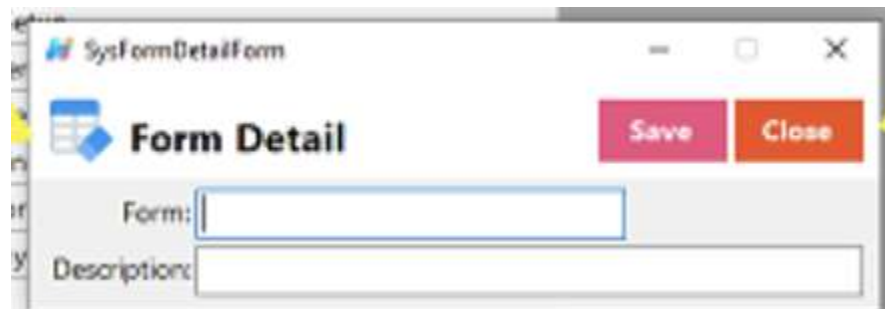 SysFormDetailForm
Form Detail
Save
Close
Form:
Description: